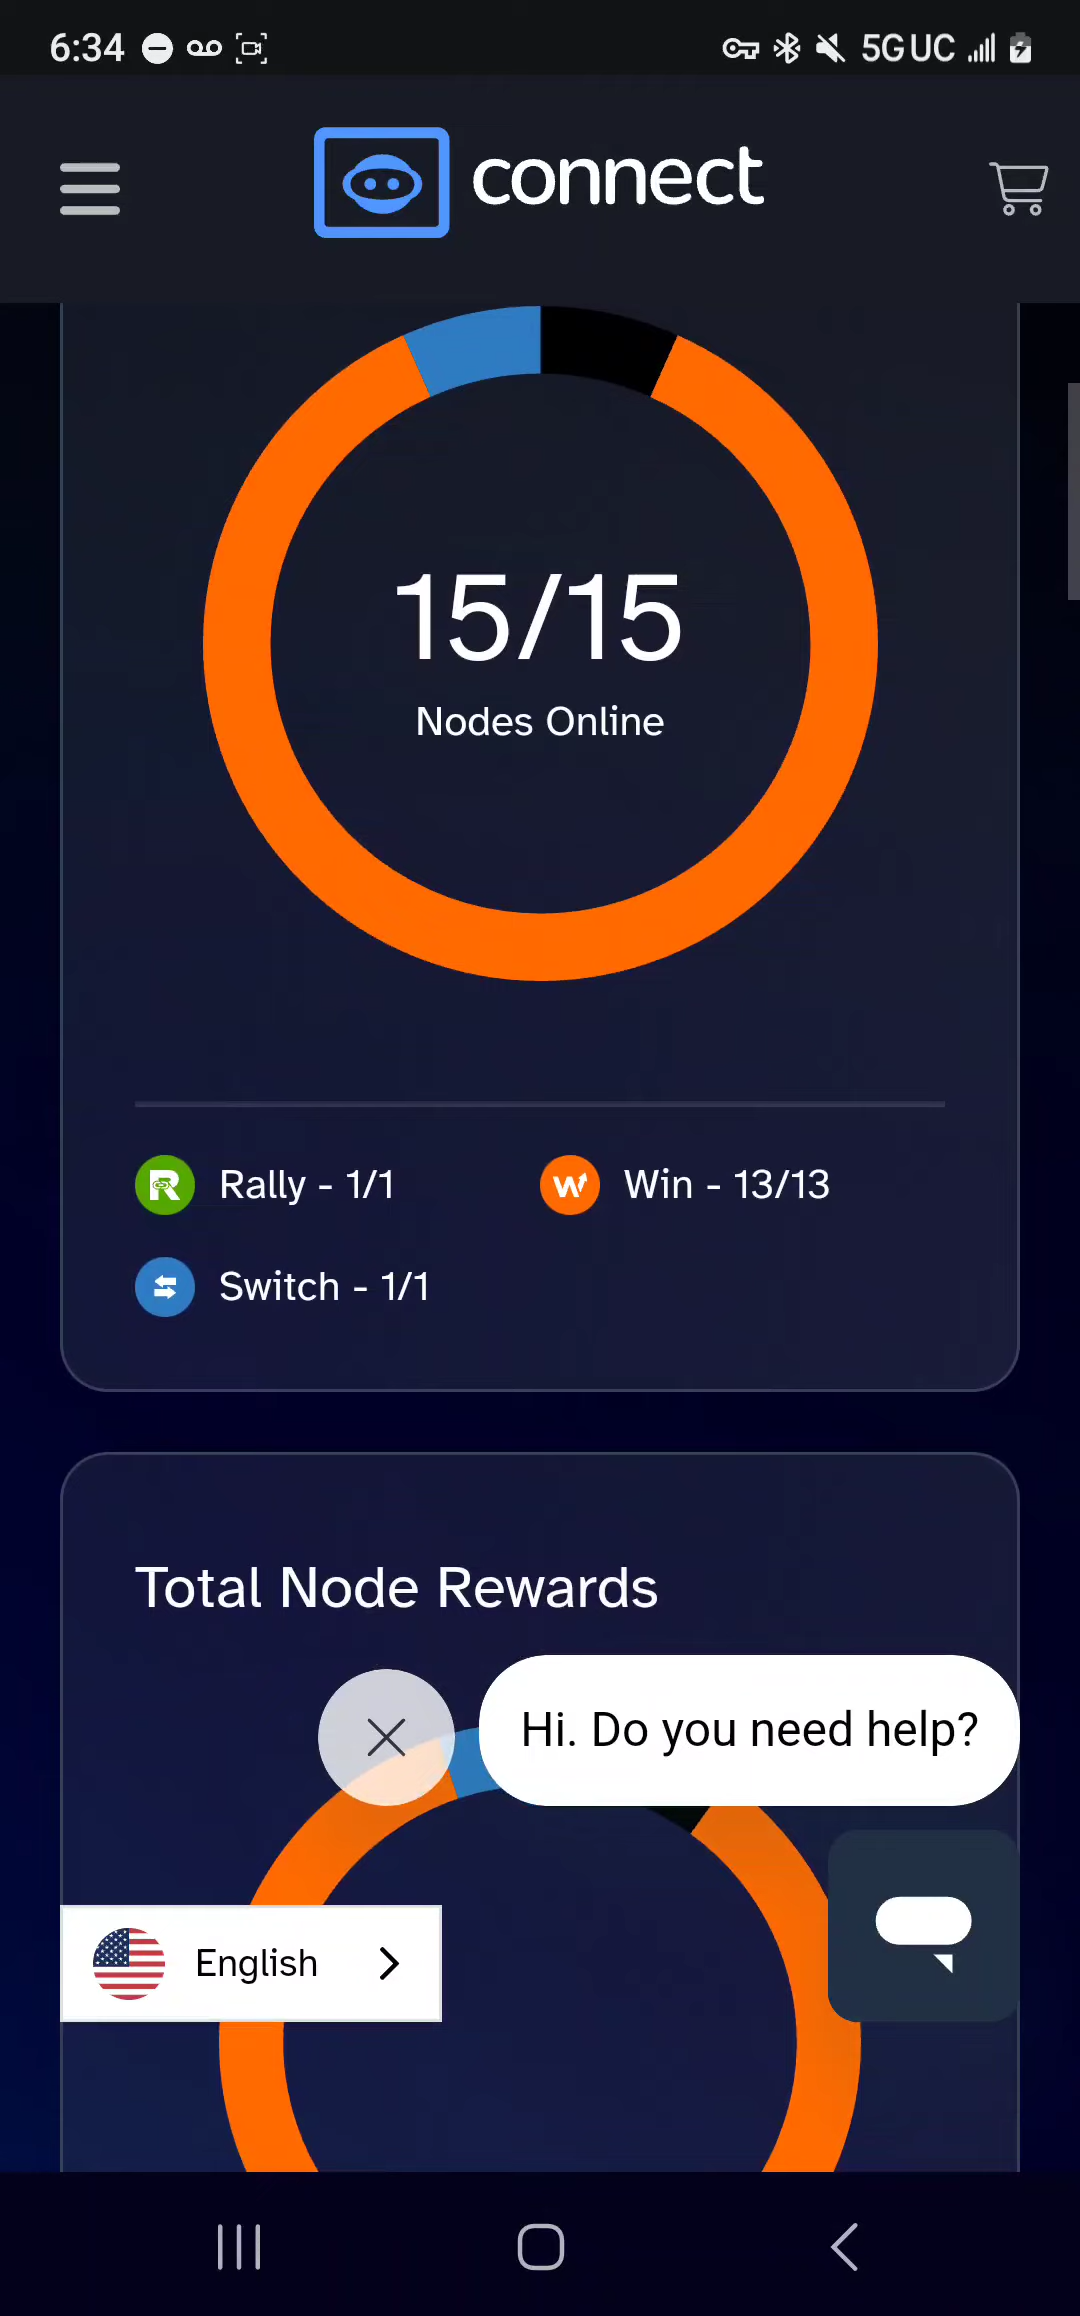 6:34
5G UC
connect
15/15
Nodes Online
Rally - 1/1
Win - 13/13
Switch - 1/1
Total Node Rewards
Hi. Do you need help?
English